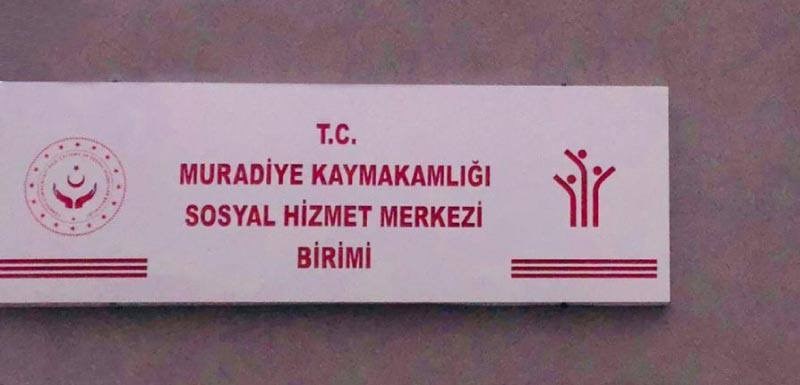 T.C.
MURADİYE KAYMAKAMLIĞI
SOSYAL HİZMET MERKEZİ
BİRİMİ